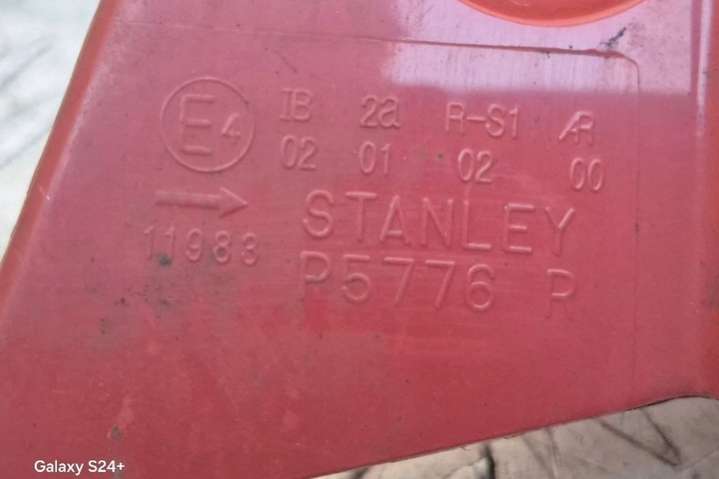 E4 IB 2a R-S1 AR
02 01 02 00
→ STANLEY
11983
P5776 R
Galaxy S24+